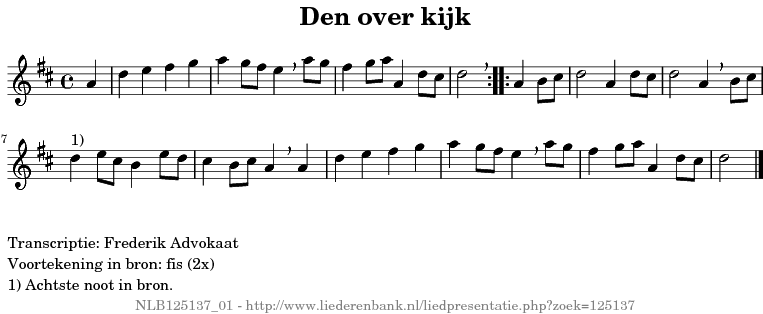 Den over kijk
7
1)
Transcriptie: Frederik Advokaat
Voortekening in bron: fis (2x)
1) Achtste noot in bron.
NLB125137_01 - http://www.liederenbank.nl/liedpresentatie.php?zoek=125137